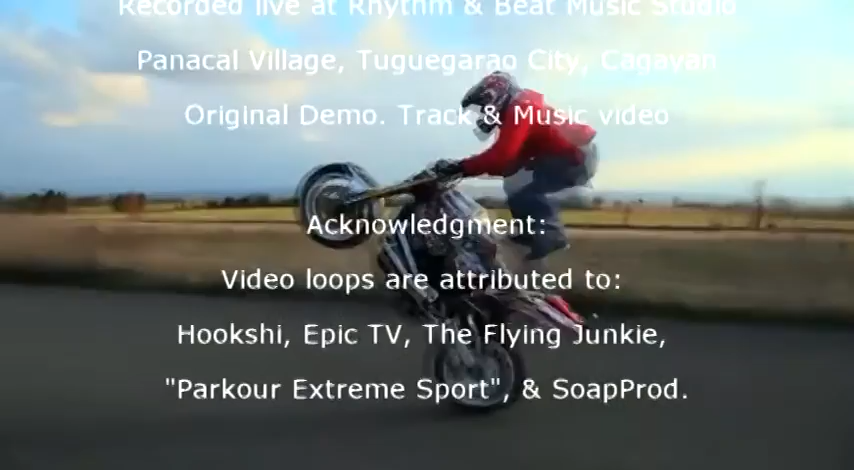 Recorded live at Rhythm & Beat Music Studio
Panacal Village, Tuguegarao City, Cagayan
Original Demo. Track & Music video
Acknowledgment:
Video loops are attributed to:
Hookshi, Epic TV, The Flying Junkie,
"Parkour Extreme Sport", & SoapProd.